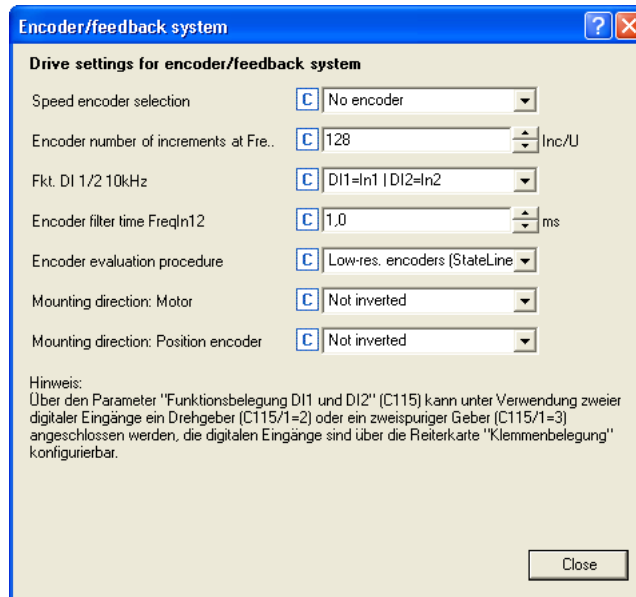 Encoder/feedback system
Drive settings for encoder/feedback system
Speed encoder selection C No encoder
Encoder number of increments at Fre.. C 128 Inc/U
Fkt. DI 1/2 10kHz C DI1=In1 | DI2=In2
Encoder filter time FreqIn12 C 1,0 ms
Encoder evaluation procedure C Low-res. encoders (StateLine
Mounting direction: Motor C Not inverted
Mounting direction: Position encoder C Not inverted
Hinweis:
Über den Parameter "Funktionsbelegung DI1 und DI2" (C115) kann unter Verwendung zweier
digitaler Eingänge ein Drehgeber (C115/1=2) oder ein zweispuriger Geber (C115/1=3)
angeschlossen werden, die digitalen Eingänge sind über die Reiterkarte "Klemmenbelegung"
konfigurierbar.
Close